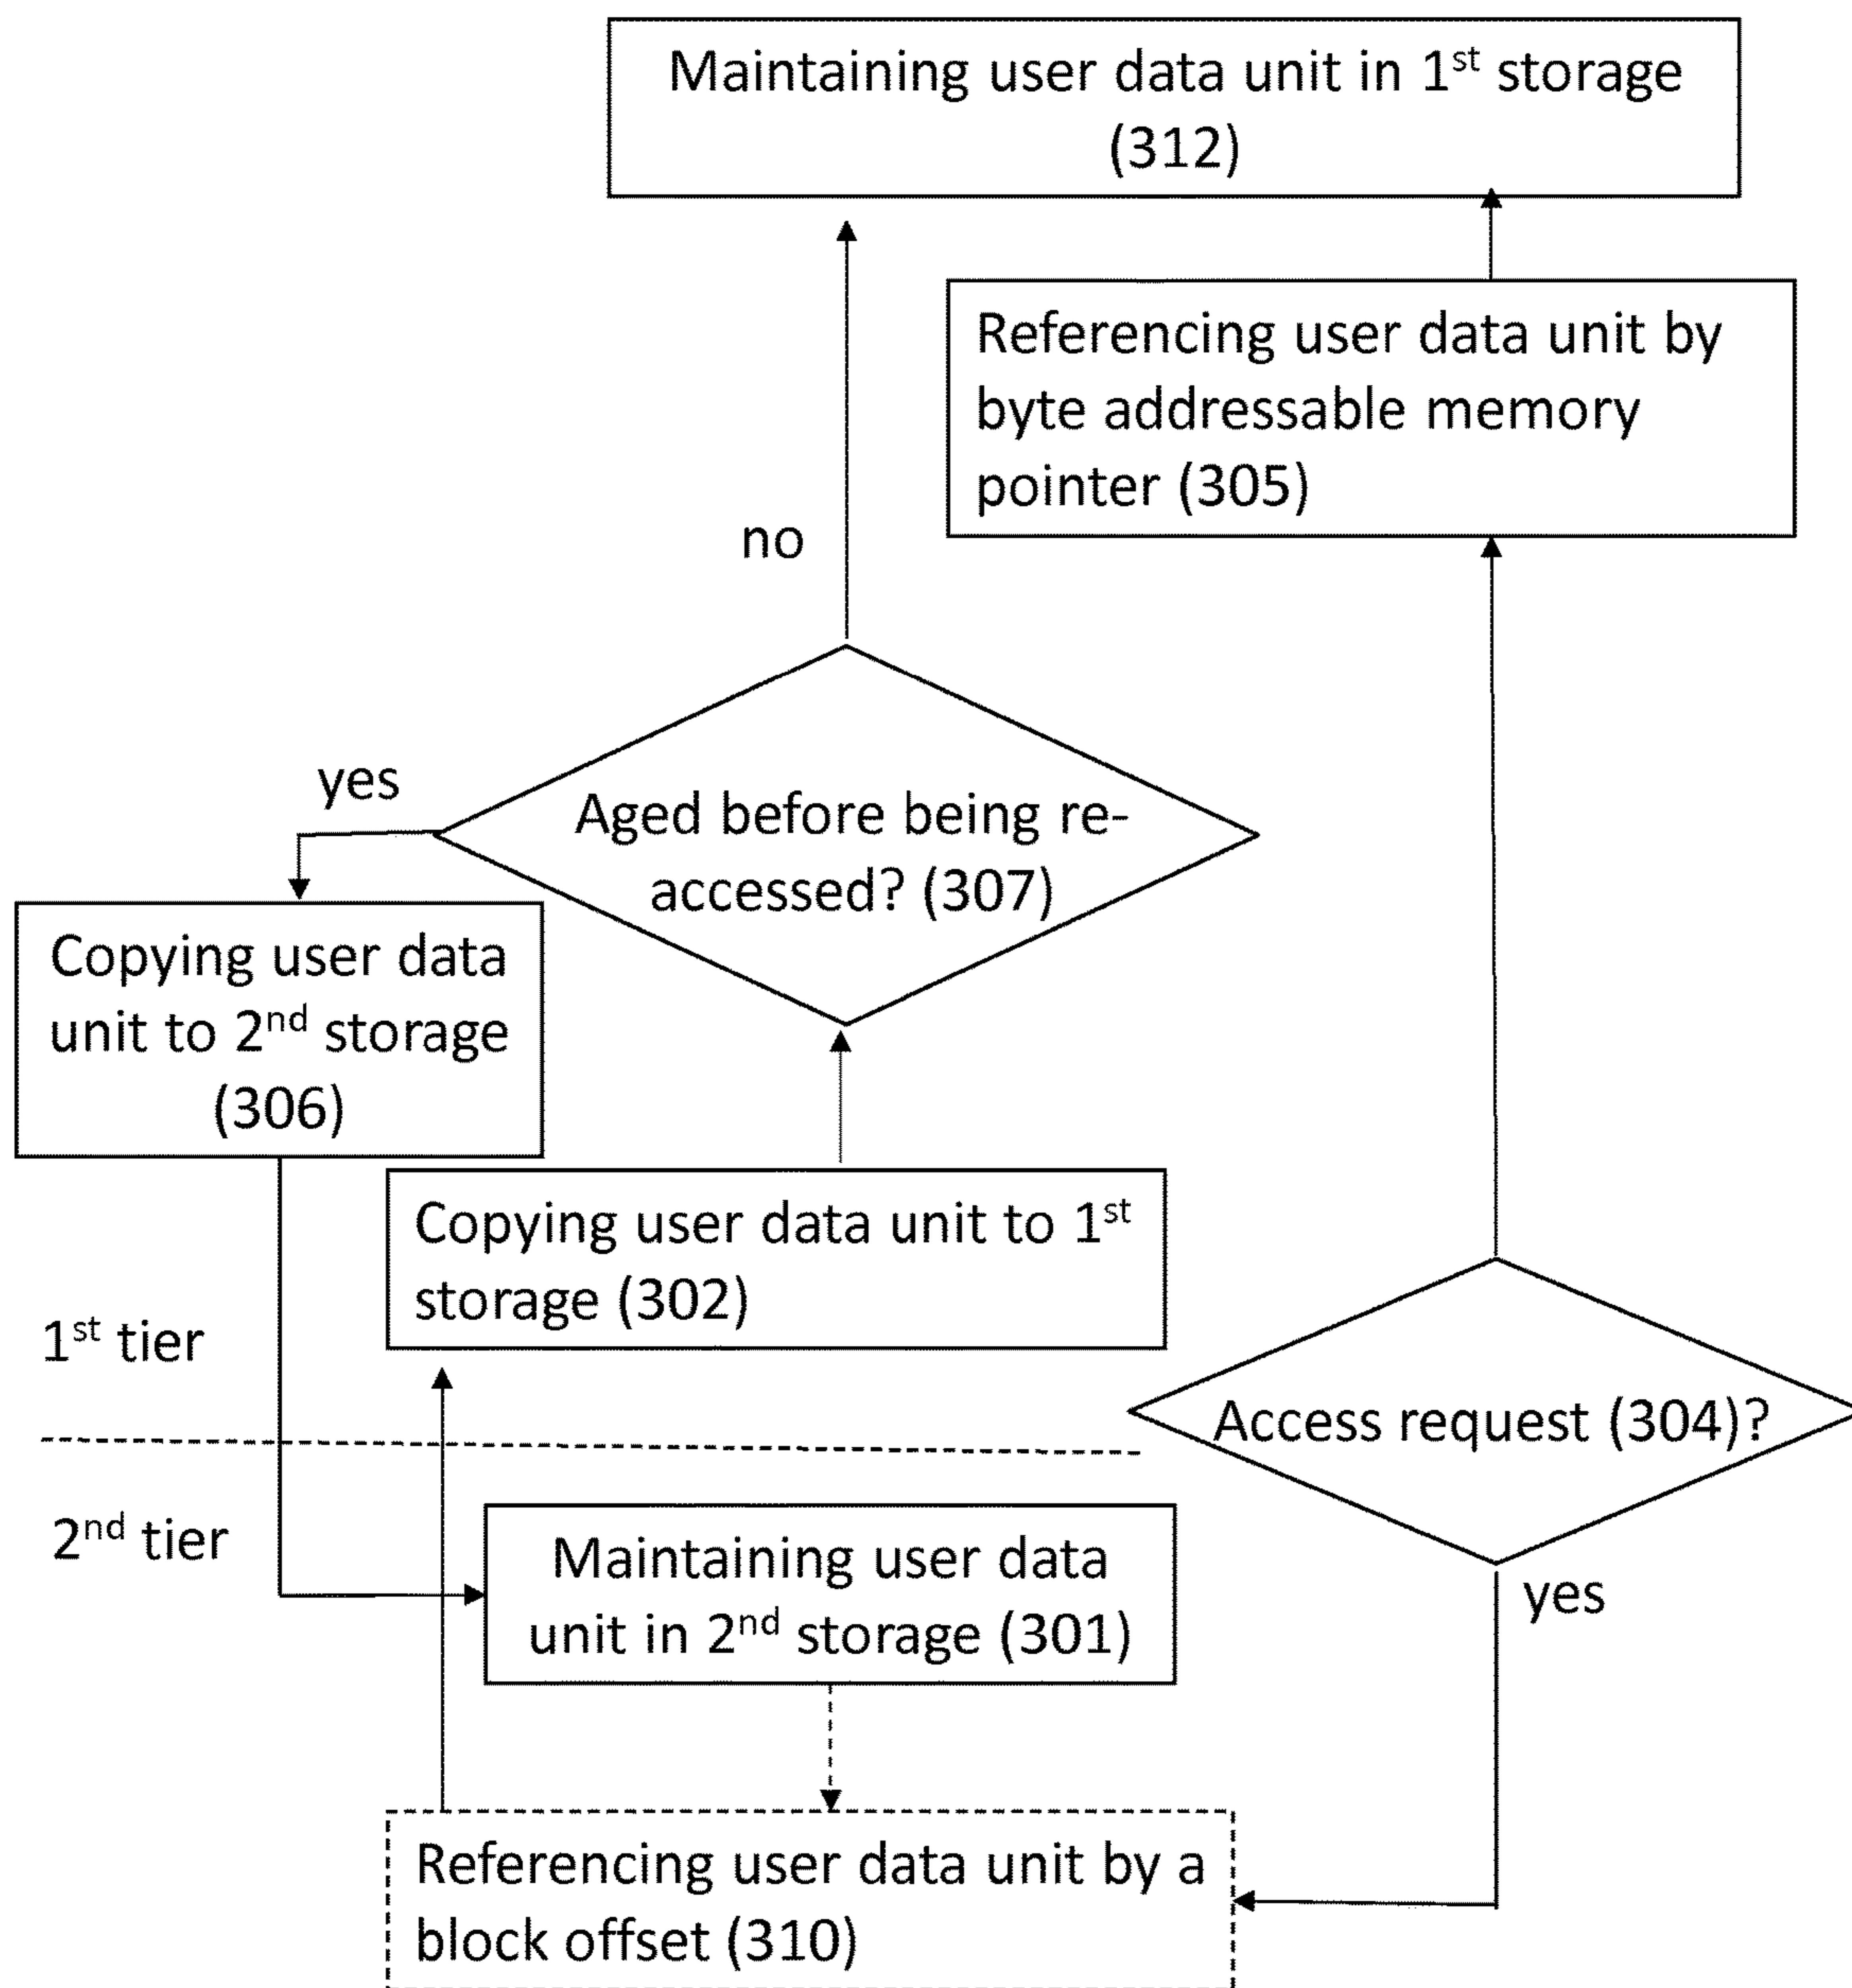 Maintaining user data unit in 1st storage
(312)
Referencing user data unit by
byte addressable memory
pointer (305)
no
yes
Aged before being re-
accessed? (307)
Copying user data
unit to 2nd storage
(306)
Copying user data unit to 1st
storage (302)
1st tier
Access request (304)?
2nd tier
Maintaining user data
unit in 2nd storage (301)
yes
Referencing user data unit by a
block offset (310)